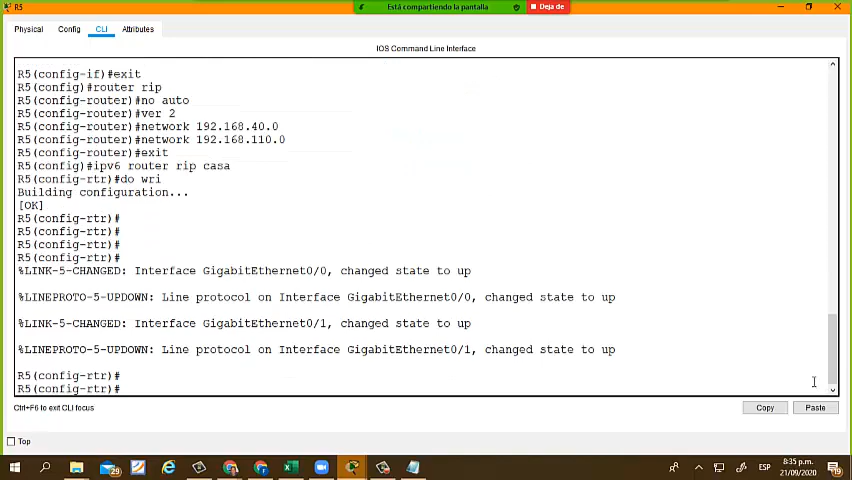 R5
Está compartiendo la pantalla
Deja de
Physical
Config
CLI
Attributes
IOS Command Line Interface
R5(config-if)#exit
R5(config)#router rip
R5(config-router)#no auto
R5(config-router)#ver 2
R5(config-router)#network 192.168.40.0
R5(config-router)#network 192.168.110.0
R5(config-router)#exit
R5(config)#ipv6 router rip casa
R5(config-rtr)#do wri
Building configuration...
[OK]
R5(config-rtr)#
R5(config-rtr)#
R5(config-rtr)#
R5(config-rtr)#
%LINK-5-CHANGED: Interface GigabitEthernet0/0, changed state to up
%LINEPROTO-5-UPDOWN: Line protocol on Interface GigabitEthernet0/0, changed state to up
%LINK-5-CHANGED: Interface GigabitEthernet0/1, changed state to up
%LINEPROTO-5-UPDOWN: Line protocol on Interface GigabitEthernet0/1, changed state to up
R5(config-rtr)#
R5(config-rtr)#
Ctrl+F6 to exit CLI focus
Copy
Paste
Top
29
ESP
8:35 p.m.
21/09/2020
19